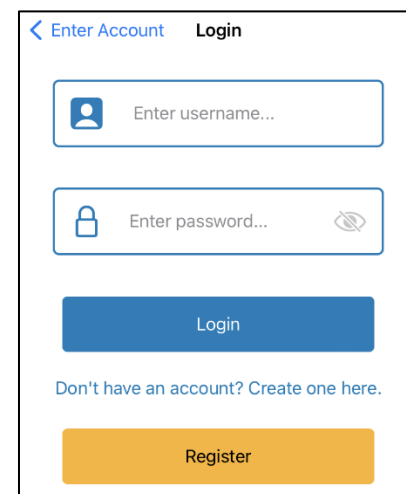 Enter Account Login
Enter username...
Enter password...
Login
Don't have an account? Create one here.
Register